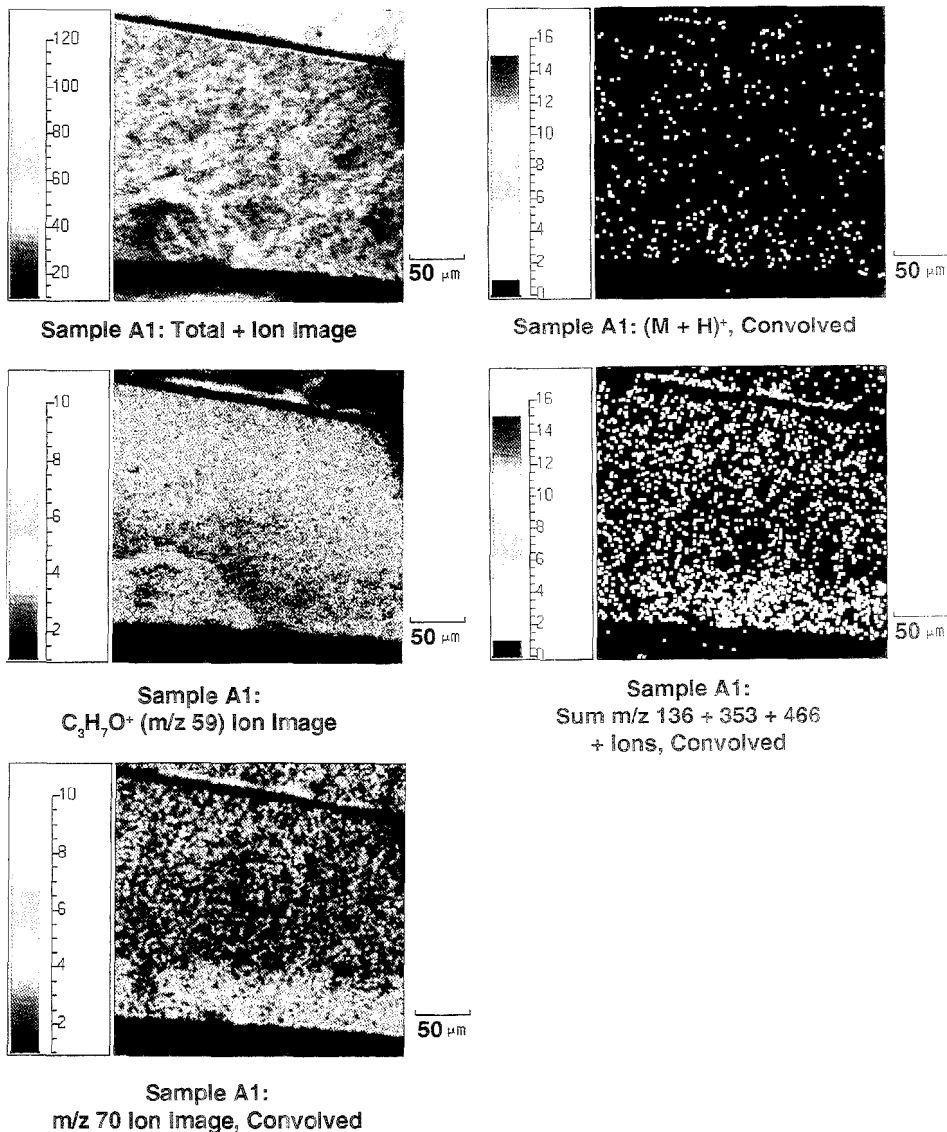 120
100
80
60
40
20
50 μm
Sample A1: Total + Ion Image
16
14
12
10
8
6
4
2
0
50 μm
Sample A1: (M + H)⁺, Convolved
10
8
6
4
2
50 μm
Sample A1:
C₃H₇O⁺ (m/z 59) Ion Image
16
14
12
10
8
6
4
2
0
50 μm
Sample A1:
Sum m/z 136 + 353 + 466
+ Ions, Convolved
10
8
6
4
2
50 μm
Sample A1:
m/z 70 Ion Image, Convolved